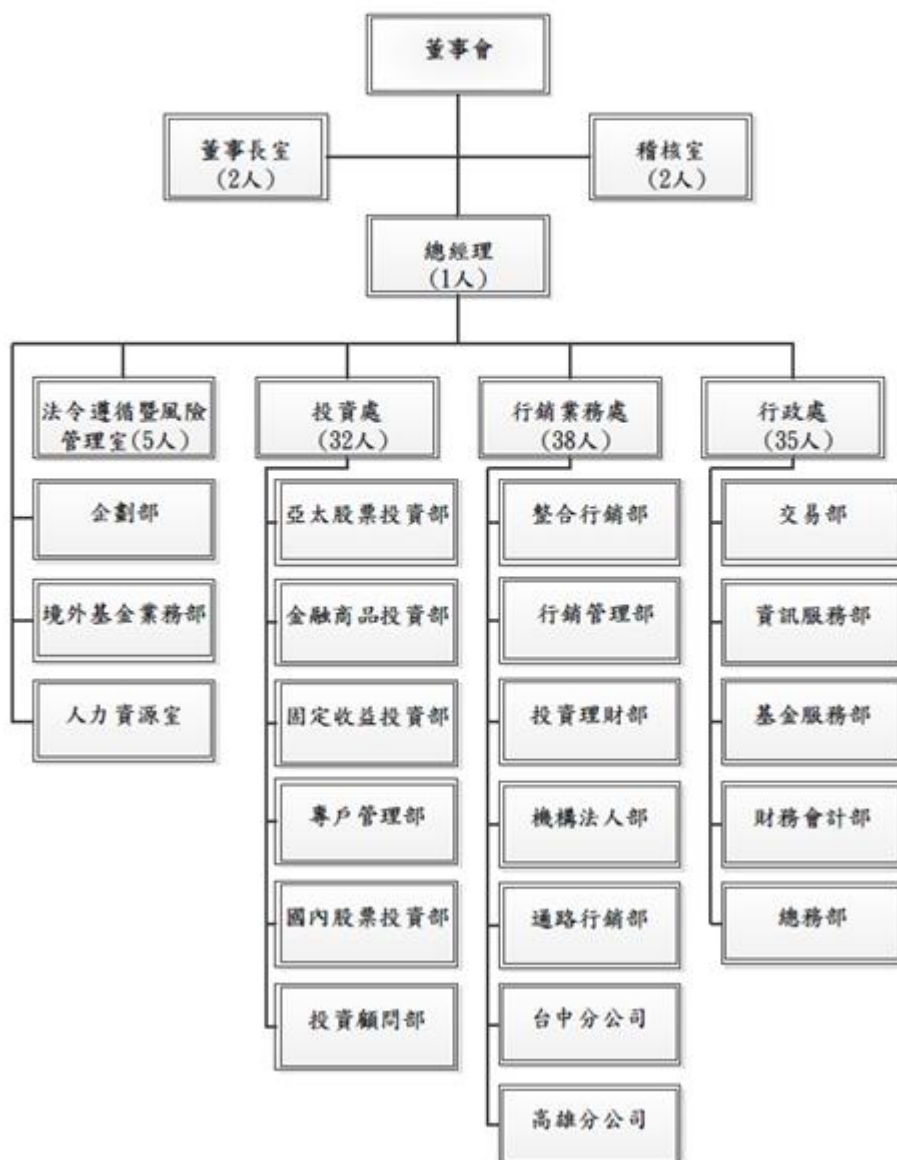 董事會
董事長室
(2人)
稽核室
(2人)
總經理
(1人)
法令遵循暨風險
管理室(5人)
投資處
(32人)
行銷業務處
(38人)
行政處
(35人)
企劃部
亞太股票投資部
整合行銷部
交易部
境外基金業務部
金融商品投資部
行銷管理部
資訊服務部
人力資源室
固定收益投資部
投資理財部
基金服務部
專戶管理部
機構法人部
財務會計部
國內股票投資部
通路行銷部
總務部
投資顧問部
台中分公司
高雄分公司